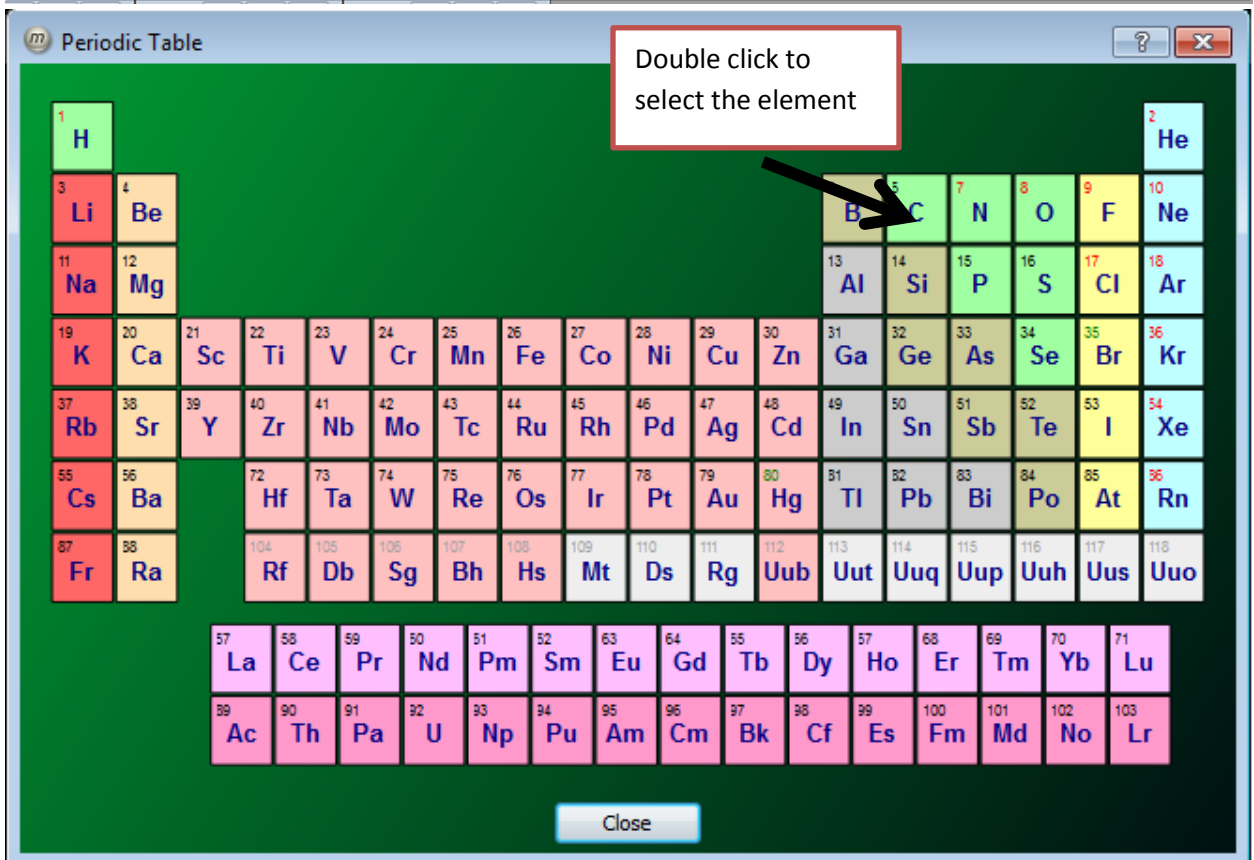 Periodic Table
Double click to
select the element
1 2
H He
3 4 6 7 8 9 10
Li Be B C N O F Ne
11 12 13 14 15 16 17 18
Na Mg Al Si P S Cl Ar
19 20 21 22 23 24 25 26 27 28 29 30 31 32 33 34 35 36
K Ca Sc Ti V Cr Mn Fe Co Ni Cu Zn Ga Ge As Se Br Kr
37 38 39 40 41 42 43 44 45 46 47 48 49 50 51 52 53 54
Rb Sr Y Zr Nb Mo Tc Ru Rh Pd Ag Cd In Sn Sb Te I Xe
55 56 72 73 74 75 76 77 78 79 80 81 82 83 84 85 86
Cs Ba Hf Ta W Re Os Ir Pt Au Hg Tl Pb Bi Po At Rn
87 88 104 105 106 107 108 109 110 111 112 113 114 115 116 117 118
Fr Ra Rf Db Sg Bh Hs Mt Ds Rg Uub Uut Uuq Uup Uuh Uus Uuo
57 58 59 60 61 62 63 64 65 66 67 68 69 70 71
La Ce Pr Nd Pm Sm Eu Gd Tb Dy Ho Er Tm Yb Lu
89 90 91 92 93 94 95 96 97 98 99 100 101 102 103
Ac Th Pa U Np Pu Am Cm Bk Cf Es Fm Md No Lr
Close